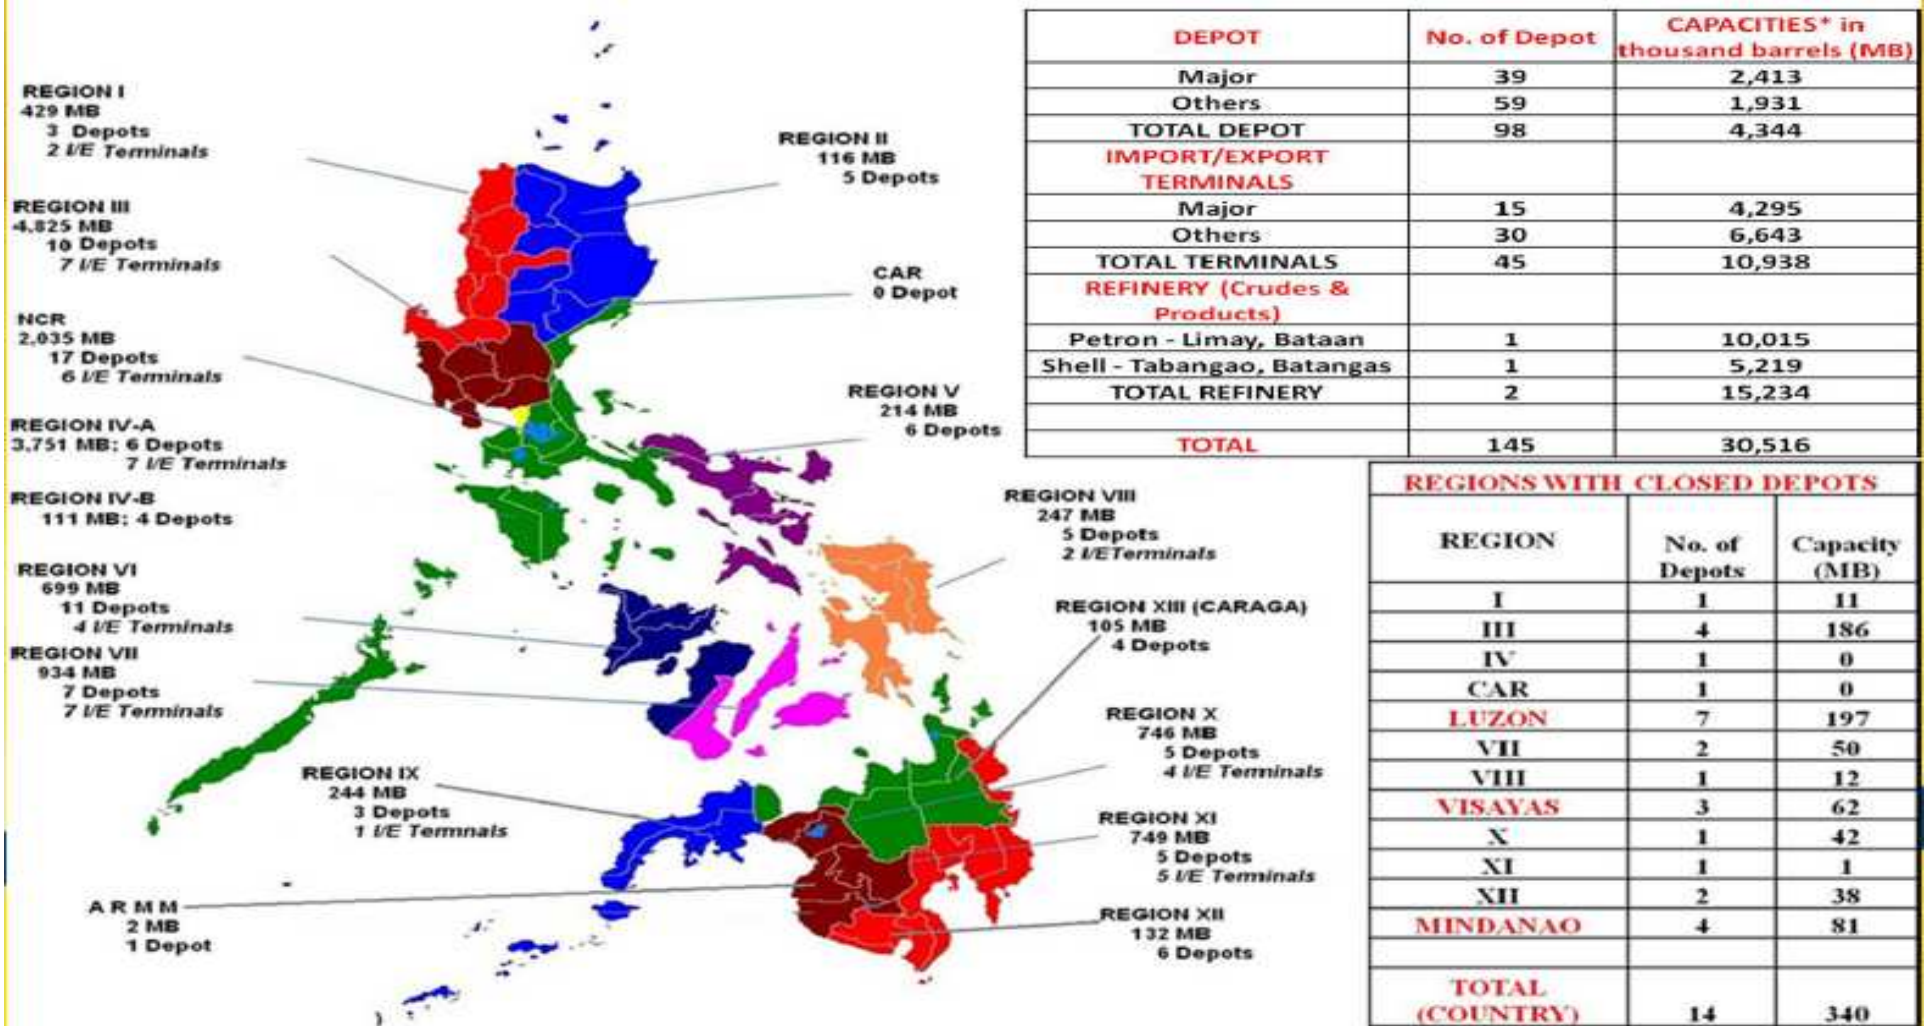 REGION I
429 MB
3 Depots
2 I/E Terminals
REGION III
4,825 MB
10 Depots
7 I/E Terminals
NCR
2,035 MB
17 Depots
6 I/E Terminals
REGION IV-A
3,751 MB; 6 Depots
7 I/E Terminals
REGION IV-B
111 MB; 4 Depots
REGION VI
699 MB
11 Depots
4 I/E Terminals
REGION VII
934 MB
7 Depots
7 I/E Terminals
REGION IX
244 MB
3 Depots
1 I/E Termnals
A R M M
2 MB
1 Depot
REGION II
116 MB
5 Depots
CAR
0 Depot
REGION V
214 MB
6 Depots
REGION VIII
247 MB
5 Depots
2 I/ETerminals
REGION XIII (CARAGA)
105 MB
4 Depots
REGION X
746 MB
5 Depots
4 I/E Terminals
REGION XI
749 MB
5 Depots
5 I/E Terminals
REGION XII
132 MB
6 Depots
DEPOT No. of Depot CAPACITIES* in
thousand barrels (MB)
Major 39 2,413
Others 59 1,931
TOTAL DEPOT 98 4,344
IMPORT/EXPORT
TERMINALS
Major 15 4,295
Others 30 6,643
TOTAL TERMINALS 45 10,938
REFINERY (Crudes &
Products)
Petron - Limay, Bataan 1 10,015
Shell - Tabangao, Batangas 1 5,219
TOTAL REFINERY 2 15,234
TOTAL 145 30,516
REGIONS WITH CLOSED DEPOTS
REGION No. of Capacity
Depots (MB)
I 1 11
III 4 186
IV 1 0
CAR 1 0
LUZON 7 197
VII 2 50
VIII 1 12
VISAYAS 3 62
X 1 42
XI 1 1
XII 2 38
MINDANAO 4 81
TOTAL
(COUNTRY) 14 340